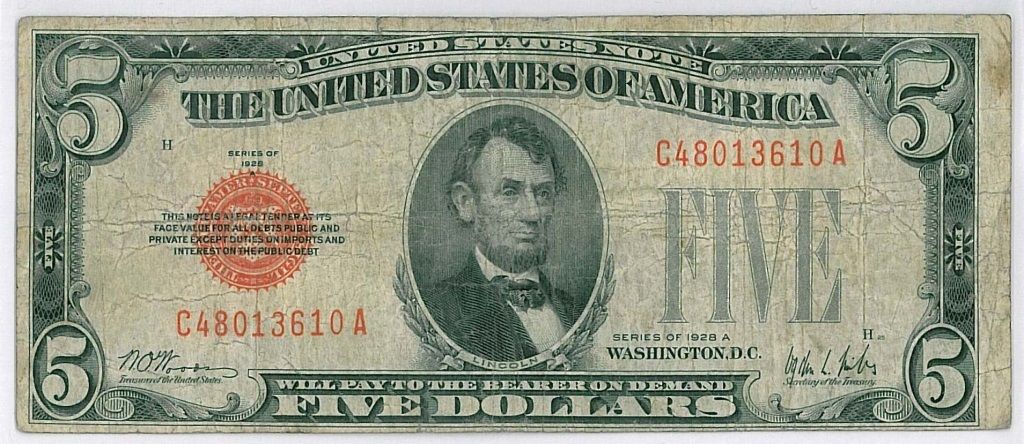 5 UNITED STATES NOTE 5
THE UNITED STATES OF AMERICA
H
SERIES OF
1928
A
C48013610A
THIS NOTE IS A LEGAL TENDER AT ITS
FACE VALUE FOR ALL DEBTS PUBLIC AND
PRIVATE EXCEPT DUTIES ON IMPORTS AND
INTEREST ON THE PUBLIC DEBT
FIVE
FIVE
FIVE
C48013610A
SERIES OF 1928 A
H
WASHINGTON, D.C.
LINCOLN
Treasurer of the United States.
Secretary of the Treasury.
WILL PAY TO THE BEARER ON DEMAND
5 FIVE DOLLARS 5